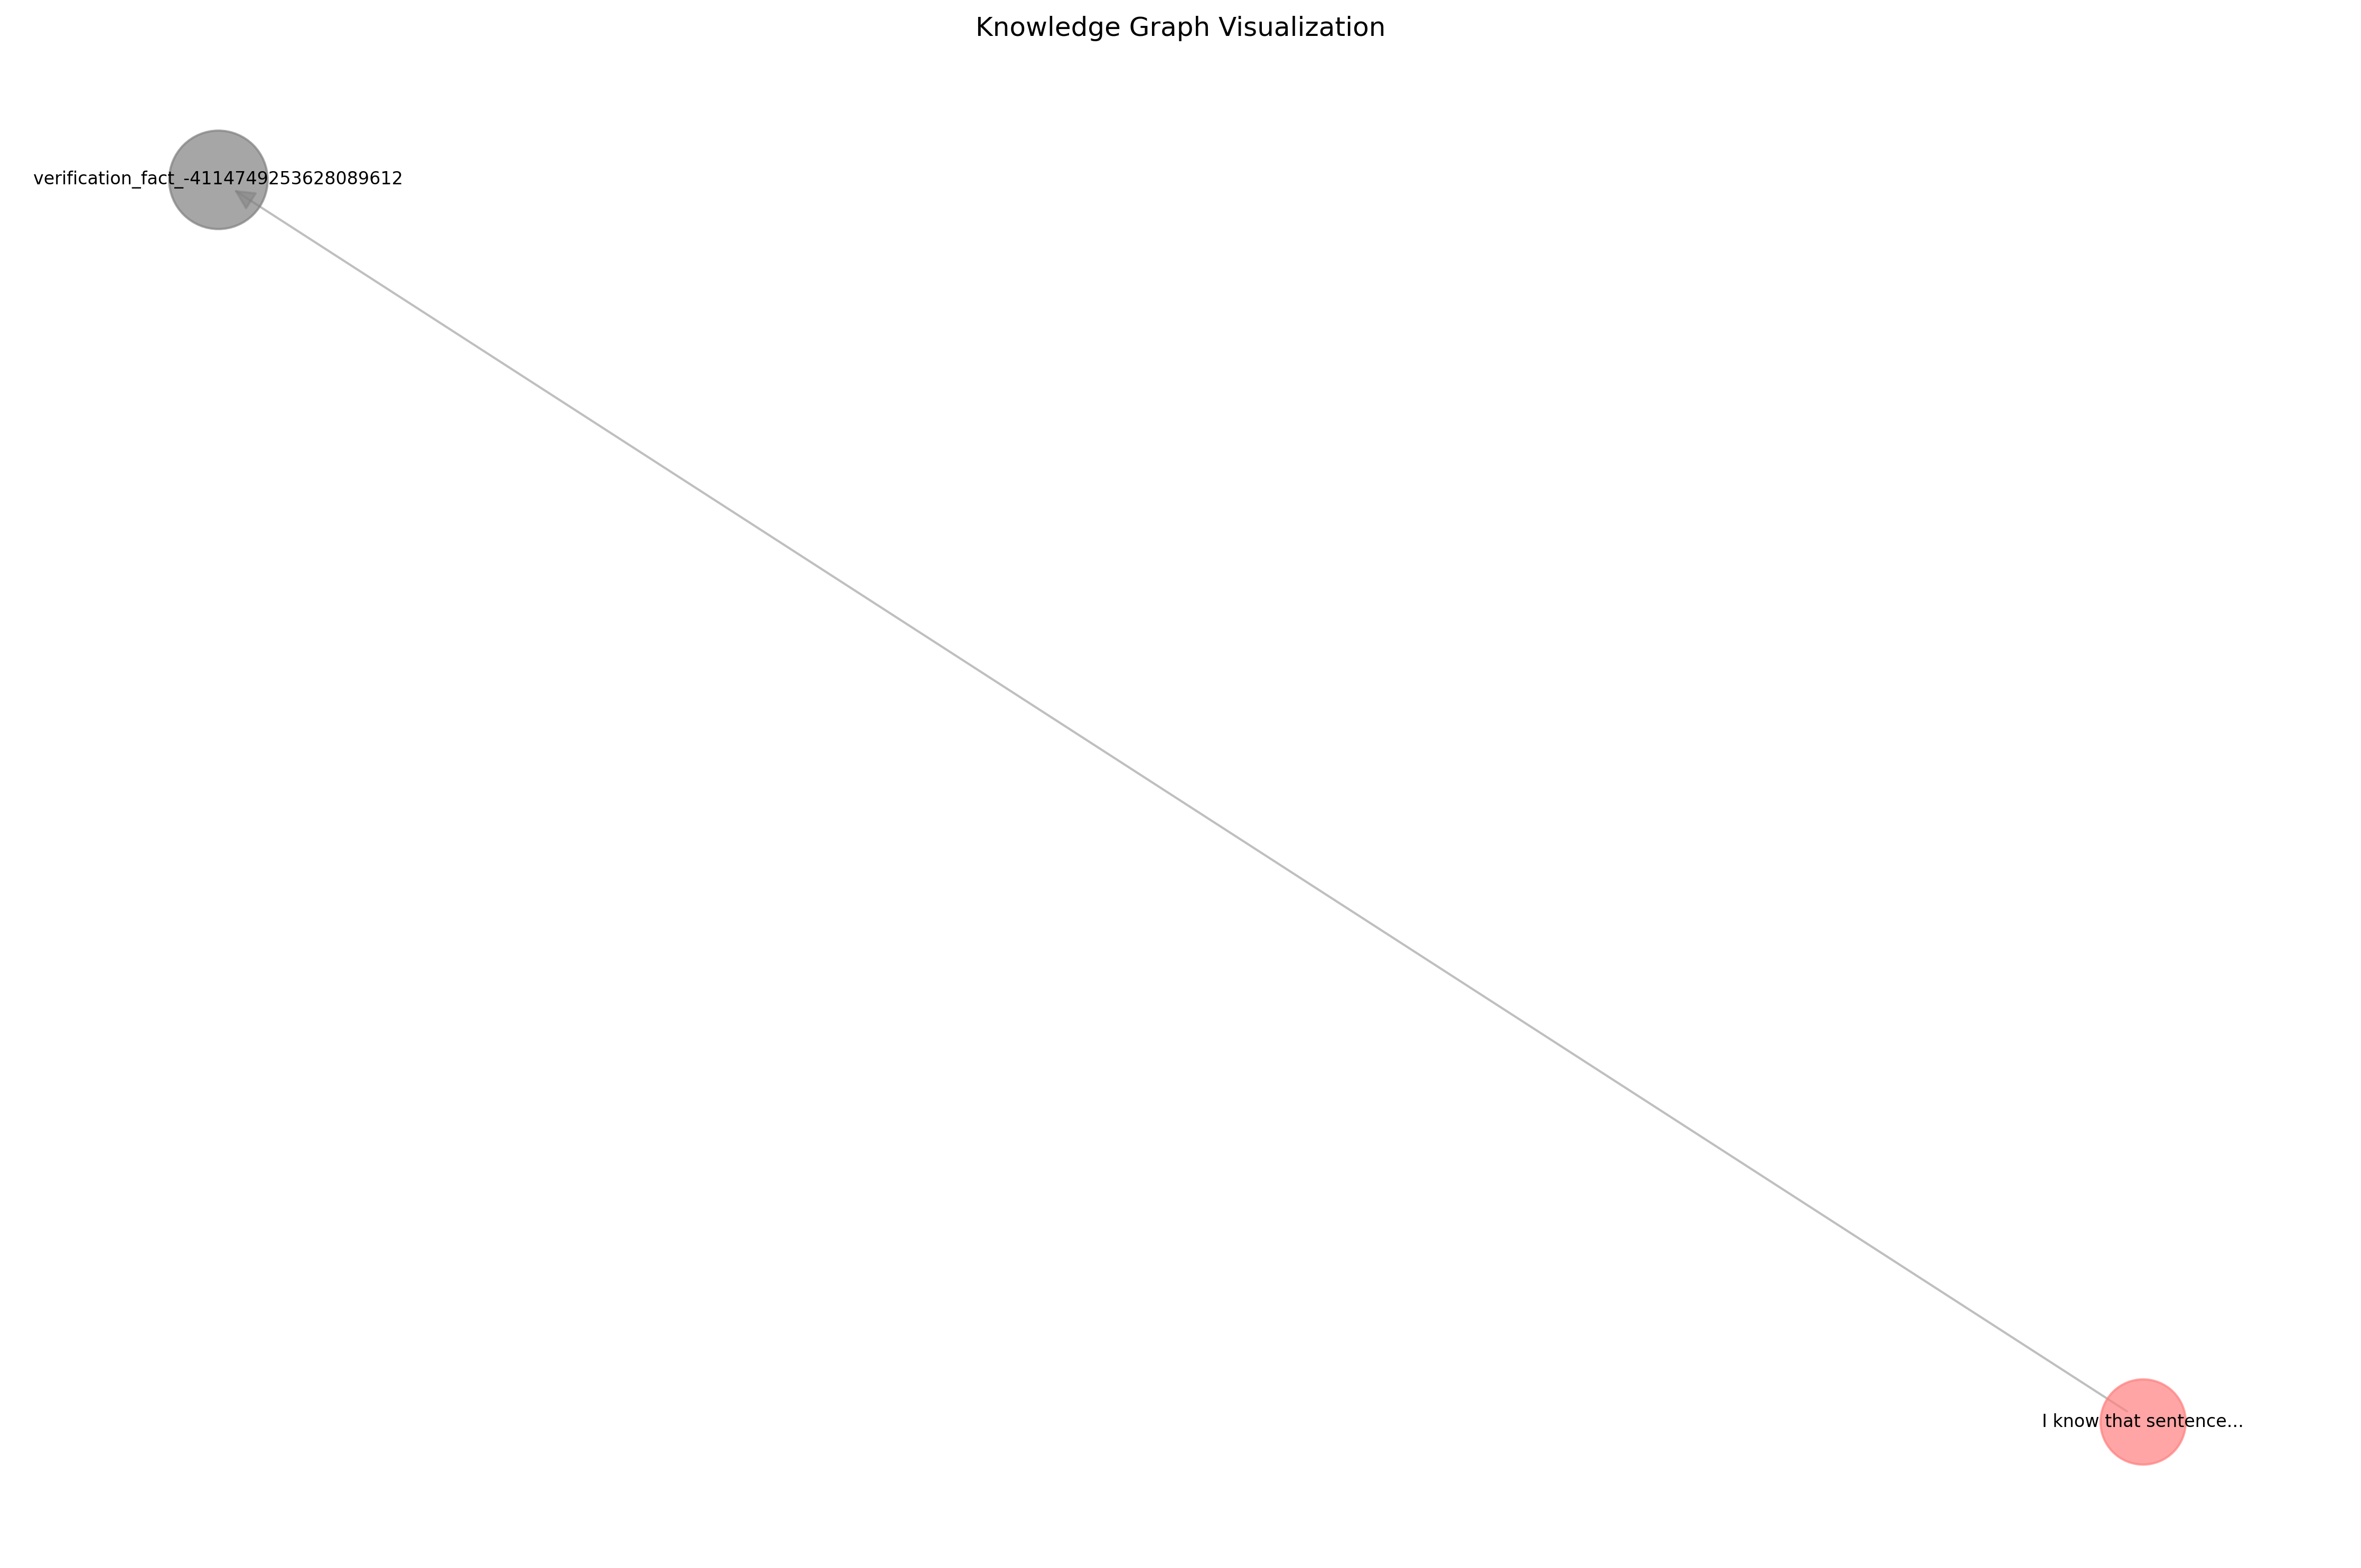 Knowledge Graph Visualization
verification_fact_-4114749253628089612
I know that sentence...